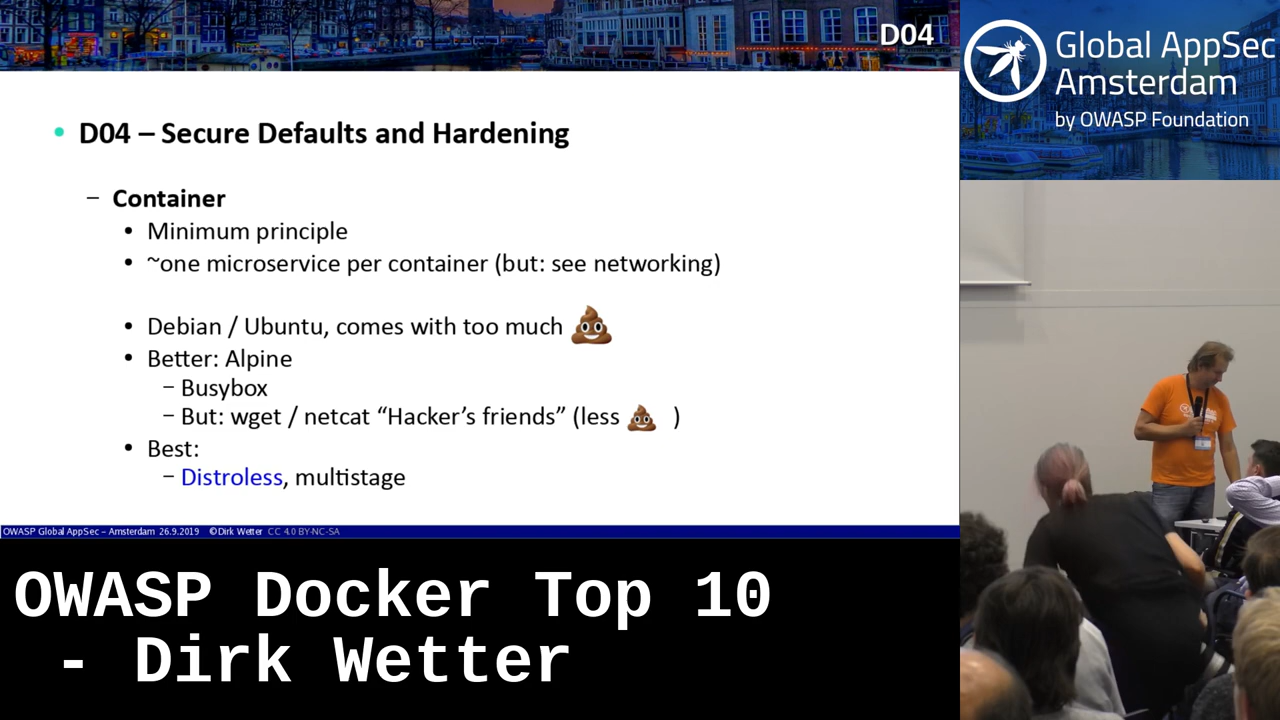 D04
Global AppSec
Amsterdam
by OWASP Foundation
• D04 – Secure Defaults and Hardening
– Container
• Minimum principle
• ~one microservice per container (but: see networking)
• Debian / Ubuntu, comes with too much 💩
• Better: Alpine
– Busybox
– But: wget / netcat “Hacker’s friends” (less 💩 )
• Best:
– Distroless, multistage
OWASP Global AppSec – Amsterdam 26.9.2019 ©Dirk Wetter CC 4.0 BY-NC-SA
OWASP Docker Top 10
- Dirk Wetter